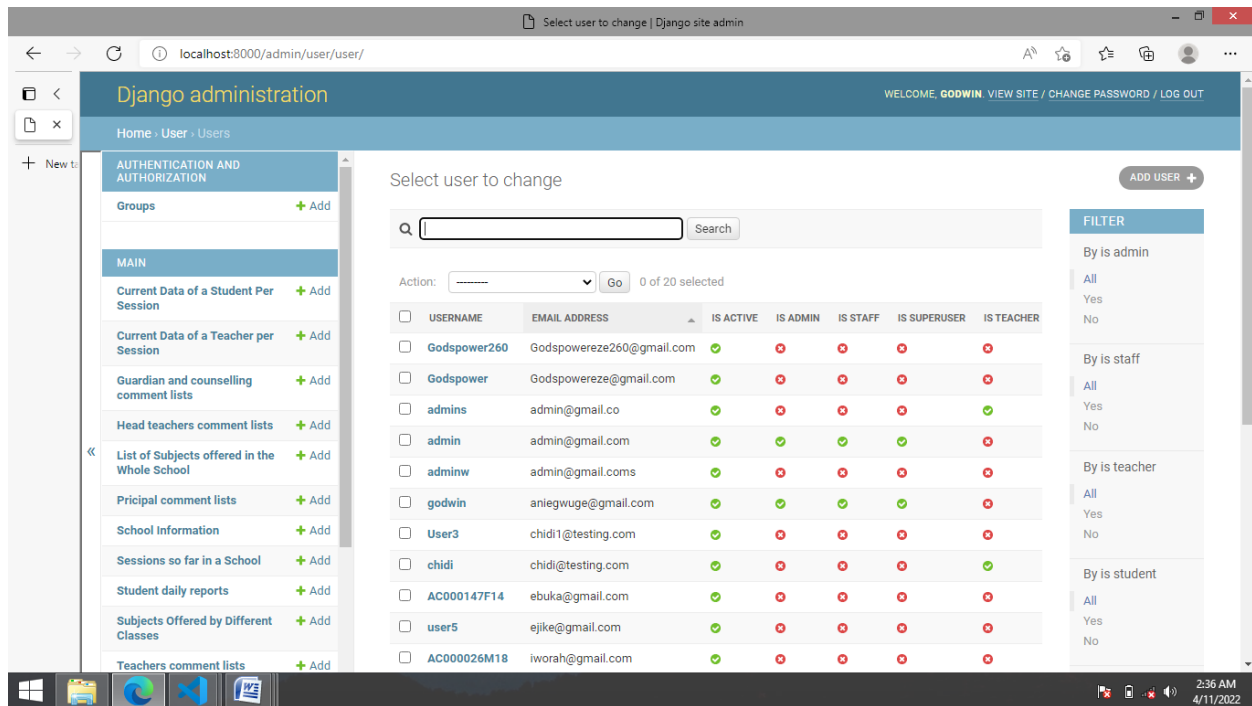 Select user to change | Django site admin
localhost:8000/admin/user/user/
New ta
Django administration
WELCOME, GODWIN. VIEW SITE / CHANGE PASSWORD / LOG OUT
Home › User › Users
AUTHENTICATION AND
AUTHORIZATION
Groups + Add
MAIN
Current Data of a Student Per + Add
Session
Current Data of a Teacher per + Add
Session
Guardian and counselling + Add
comment lists
Head teachers comment lists + Add
List of Subjects offered in the + Add
Whole School
Pricipal comment lists + Add
School Information + Add
Sessions so far in a School + Add
Student daily reports + Add
Subjects Offered by Different + Add
Classes
Teachers comment lists + Add
«
Select user to change
ADD USER +
Search
Action: --------- Go 0 of 20 selected
USERNAME EMAIL ADDRESS IS ACTIVE IS ADMIN IS STAFF IS SUPERUSER IS TEACHER
Godspower260 Godspowereze260@gmail.com
Godspower Godspowereze@gmail.com
admins admin@gmail.co
admin admin@gmail.com
adminw admin@gmail.coms
godwin aniegwuge@gmail.com
User3 chidi1@testing.com
chidi chidi@testing.com
AC000147F14 ebuka@gmail.com
user5 ejike@gmail.com
AC000026M18 iworah@gmail.com
FILTER
By is admin
All
Yes
No
By is staff
All
Yes
No
By is teacher
All
Yes
No
By is student
All
Yes
No
2:36 AM
4/11/2022